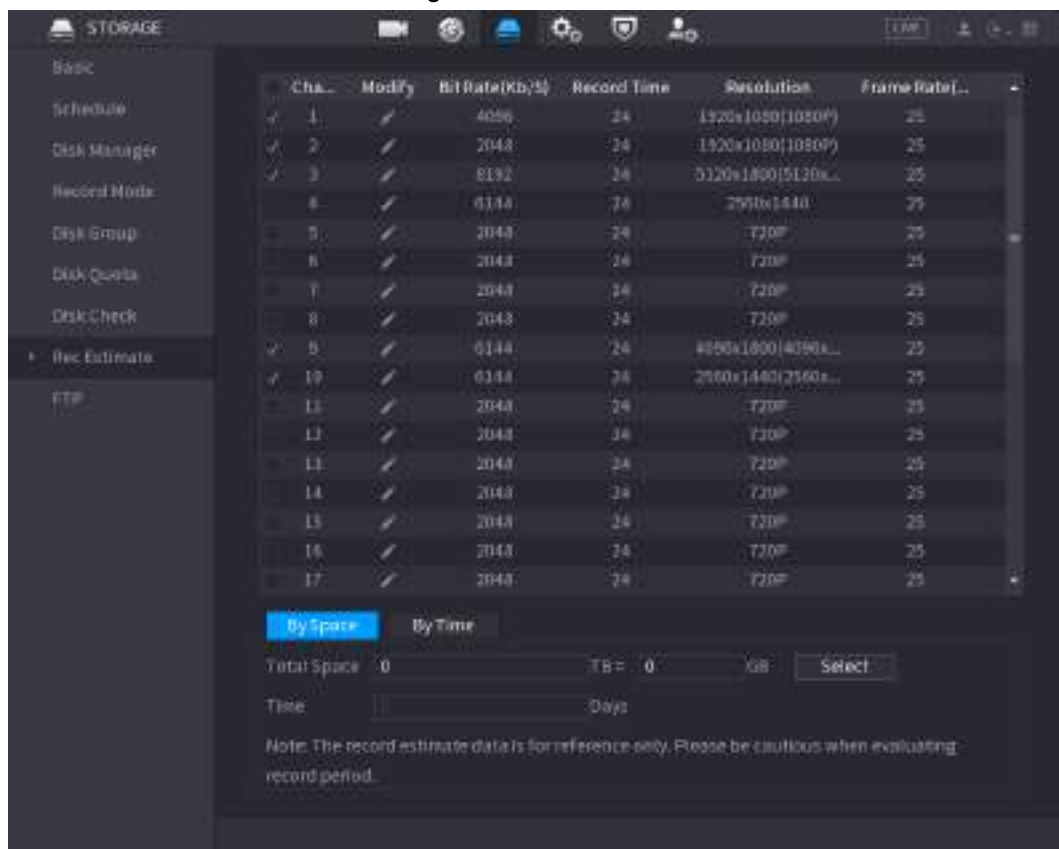 STORAGE
LIVE
Basic
Schedule
Disk Manager
Record Mode
Disk Group
Disk Quota
Disk Check
Rec Estimate
FTP
Cha... Modify Bit Rate(Kb/S) Record Time Resolution Frame Rate(...
1 4096 24 1920x1080(1080P) 25
2 2048 24 1920x1080(1080P) 25
3 8192 24 5120x1800(5120x... 25
4 6144 24 2560x1440 25
5 2048 24 720P 25
6 2048 24 720P 25
7 2048 24 720P 25
8 2048 24 720P 25
9 6144 24 4096x1800(4096x... 25
10 6144 24 2560x1440(2560x... 25
11 2048 24 720P 25
12 2048 24 720P 25
13 2048 24 720P 25
14 2048 24 720P 25
15 2048 24 720P 25
16 2048 24 720P 25
17 2048 24 720P 25
By Space By Time
Total Space 0 TB = 0 GB Select
Time Days
Note: The record estimate data is for reference only. Please be cautious when evaluating
record period.